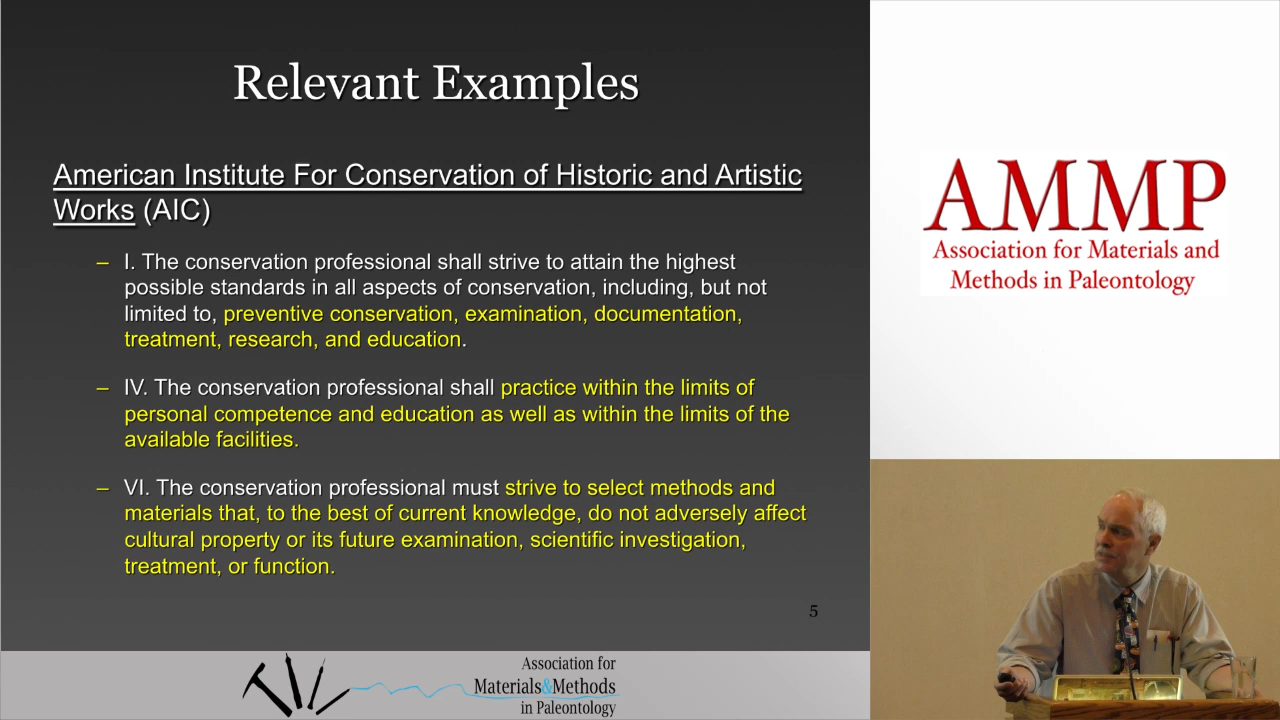 Relevant Examples
American Institute For Conservation of Historic and Artistic
Works (AIC)
– I. The conservation professional shall strive to attain the highest
possible standards in all aspects of conservation, including, but not
limited to, preventive conservation, examination, documentation,
treatment, research, and education.
– IV. The conservation professional shall practice within the limits of
personal competence and education as well as within the limits of the
available facilities.
– VI. The conservation professional must strive to select methods and
materials that, to the best of current knowledge, do not adversely affect
cultural property or its future examination, scientific investigation,
treatment, or function.
5
Association for
Materials&Methods
in Paleontology
AMMP
Association for Materials and
Methods in Paleontology